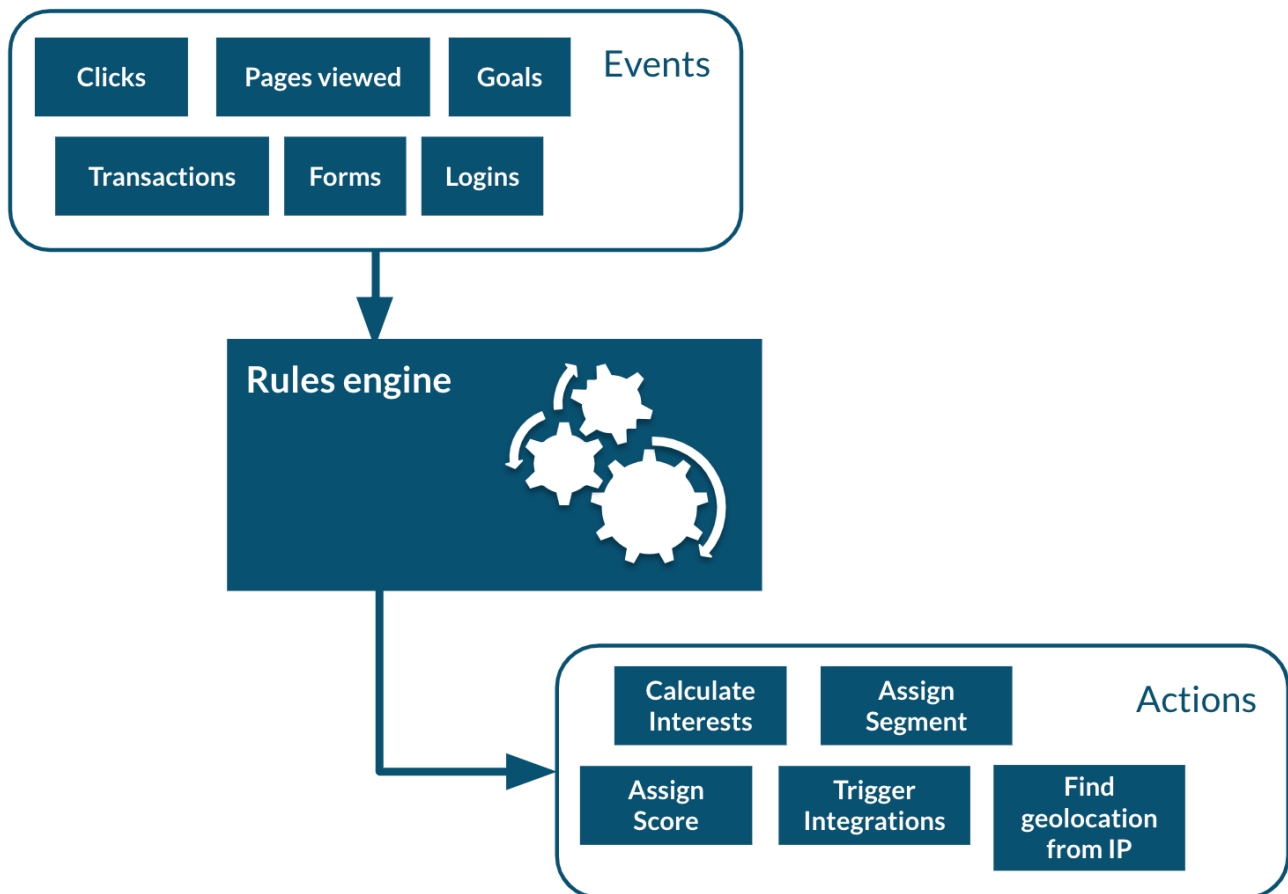 Clicks
Pages viewed
Goals
Events
Transactions
Forms
Logins
Rules engine
Calculate
Interests
Assign
Segment
Actions
Assign
Score
Trigger
Integrations
Find
geolocation
from IP